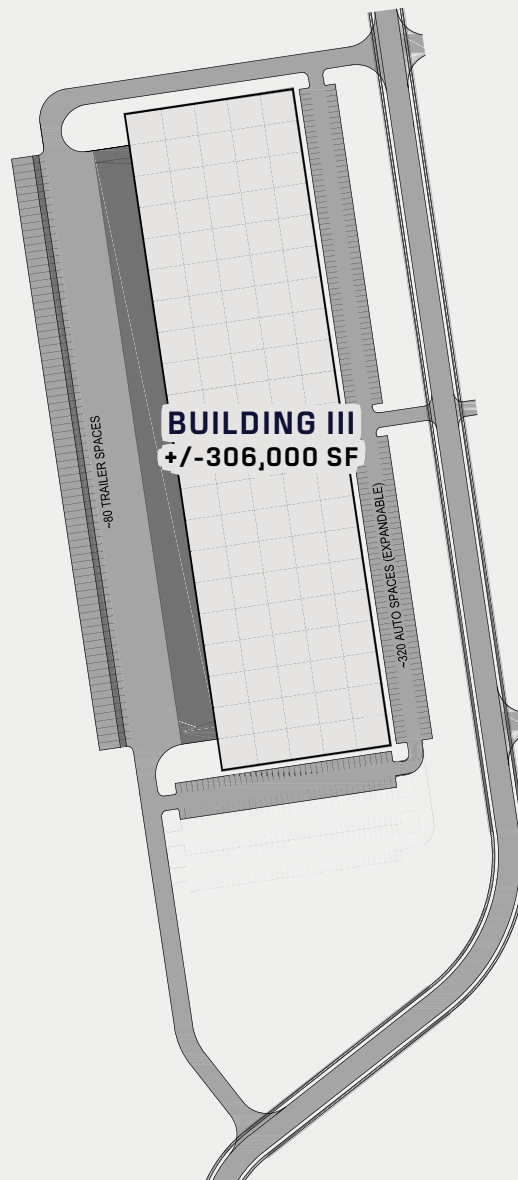 BUILDING III
+/-306,000 SF
~80 TRAILER SPACES
~320 AUTO SPACES (EXPANDABLE)